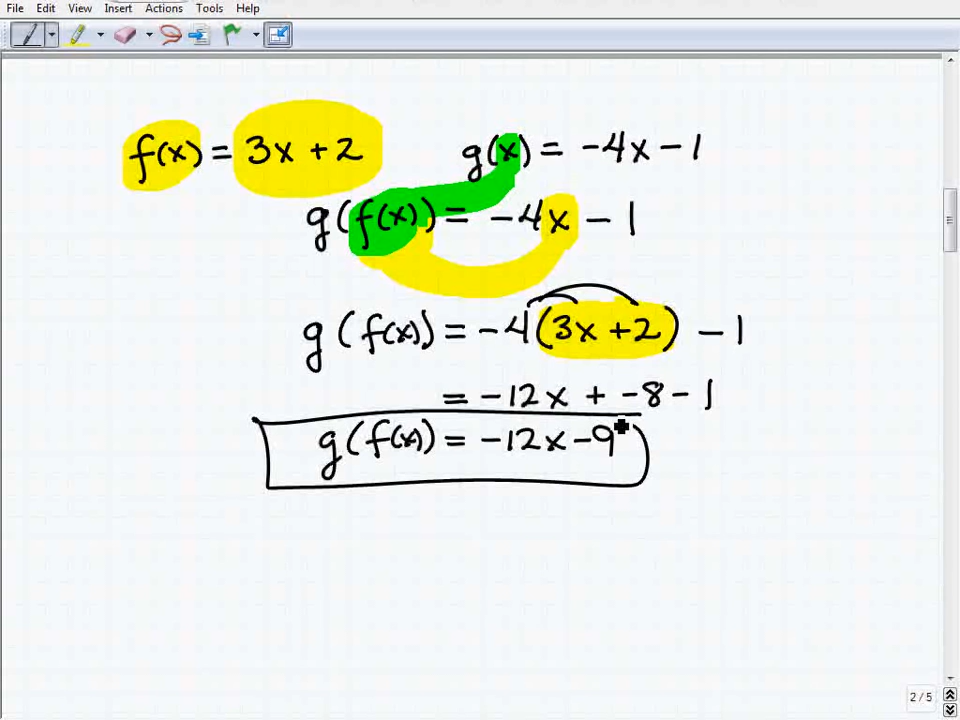 File Edit View Insert Actions Tools Help
f(x) = 3x + 2 g(x) = -4x - 1
g(f(x)) = -4x - 1
g(f(x)) = -4(3x + 2) - 1
= -12x + -8 - 1
g(f(x)) = -12x - 9
2 / 5